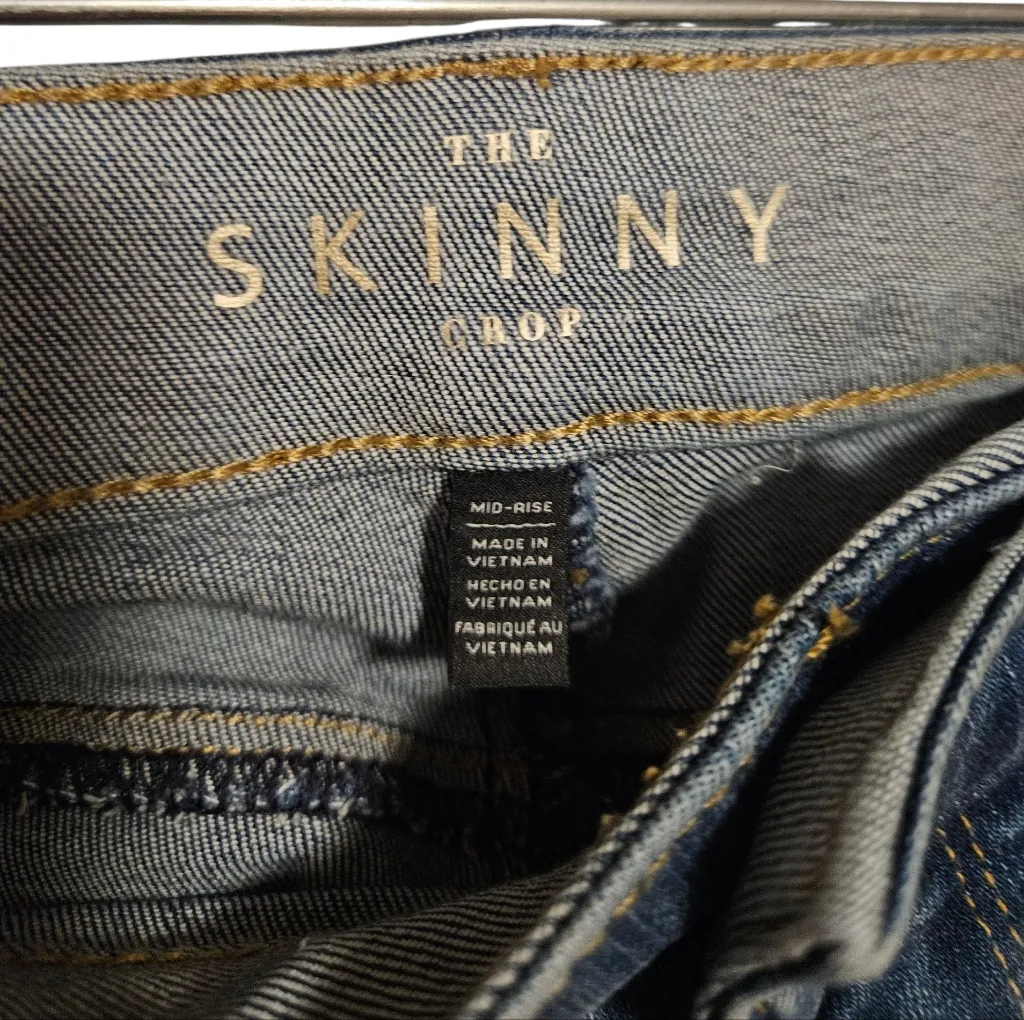 THE
SKINNY
CROP
MID-RISE
MADE IN
VIETNAM
HECHO EN
VIETNAM
FABRIQUÉ AU
VIETNAM